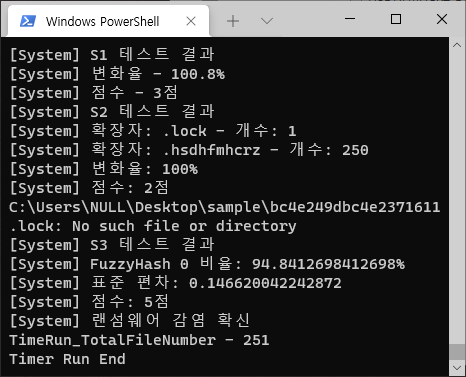 Windows PowerShell
[System] S1 테스트 결과
[System] 변화율 - 100.8%
[System] 점수 - 3점
[System] S2 테스트 결과
[System] 확장자: .lock - 개수: 1
[System] 확장자: .hsdhfmhcrz - 개수: 250
[System] 변화율: 100%
[System] 점수: 2점
C:\Users\NULL\Desktop\sample\bc4e249dbc4e2371611
.lock: No such file or directory
[System] S3 테스트 결과
[System] FuzzyHash 0 비율: 94.8412698412698%
[System] 표준 편차: 0.146620042242872
[System] 점수: 5점
[System] 랜섬웨어 감염 확신
TimeRun_TotalFileNumber - 251
Timer Run End